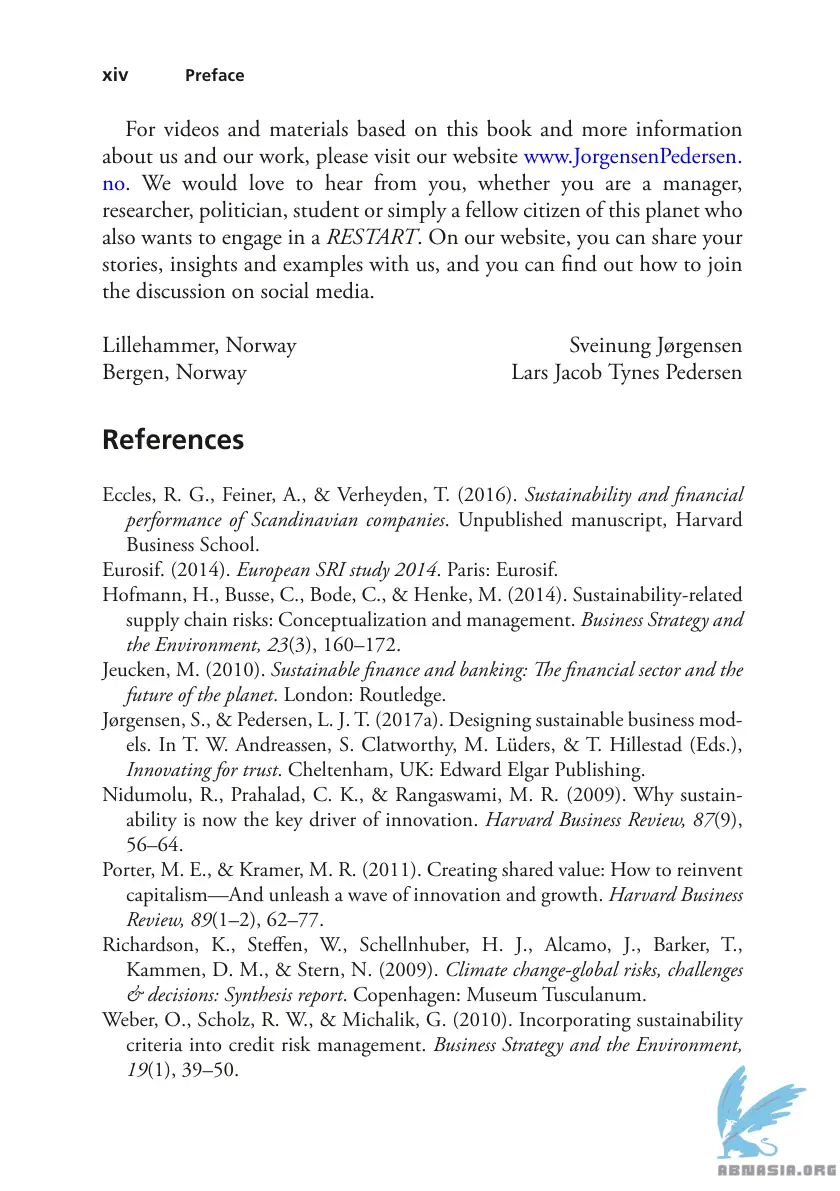 xiv Preface
For videos and materials based on this book and more information
about us and our work, please visit our website www.JorgensenPedersen.
no. We would love to hear from you, whether you are a manager,
researcher, politician, student or simply a fellow citizen of this planet who
also wants to engage in a RESTART. On our website, you can share your
stories, insights and examples with us, and you can find out how to join
the discussion on social media.
Lillehammer, Norway Sveinung Jørgensen
Bergen, Norway Lars Jacob Tynes Pedersen
References
Eccles, R. G., Feiner, A., & Verheyden, T. (2016). Sustainability and financial
performance of Scandinavian companies. Unpublished manuscript, Harvard
Business School.
Eurosif. (2014). European SRI study 2014. Paris: Eurosif.
Hofmann, H., Busse, C., Bode, C., & Henke, M. (2014). Sustainability-related
supply chain risks: Conceptualization and management. Business Strategy and
the Environment, 23(3), 160–172.
Jeucken, M. (2010). Sustainable finance and banking: The financial sector and the
future of the planet. London: Routledge.
Jørgensen, S., & Pedersen, L. J. T. (2017a). Designing sustainable business mod-
els. In T. W. Andreassen, S. Clatworthy, M. Lüders, & T. Hillestad (Eds.),
Innovating for trust. Cheltenham, UK: Edward Elgar Publishing.
Nidumolu, R., Prahalad, C. K., & Rangaswami, M. R. (2009). Why sustain-
ability is now the key driver of innovation. Harvard Business Review, 87(9),
56–64.
Porter, M. E., & Kramer, M. R. (2011). Creating shared value: How to reinvent
capitalism—And unleash a wave of innovation and growth. Harvard Business
Review, 89(1–2), 62–77.
Richardson, K., Steffen, W., Schellnhuber, H. J., Alcamo, J., Barker, T.,
Kammen, D. M., & Stern, N. (2009). Climate change-global risks, challenges
& decisions: Synthesis report. Copenhagen: Museum Tusculanum.
Weber, O., Scholz, R. W., & Michalik, G. (2010). Incorporating sustainability
criteria into credit risk management. Business Strategy and the Environment,
19(1), 39–50.
ABNASIA.ORG